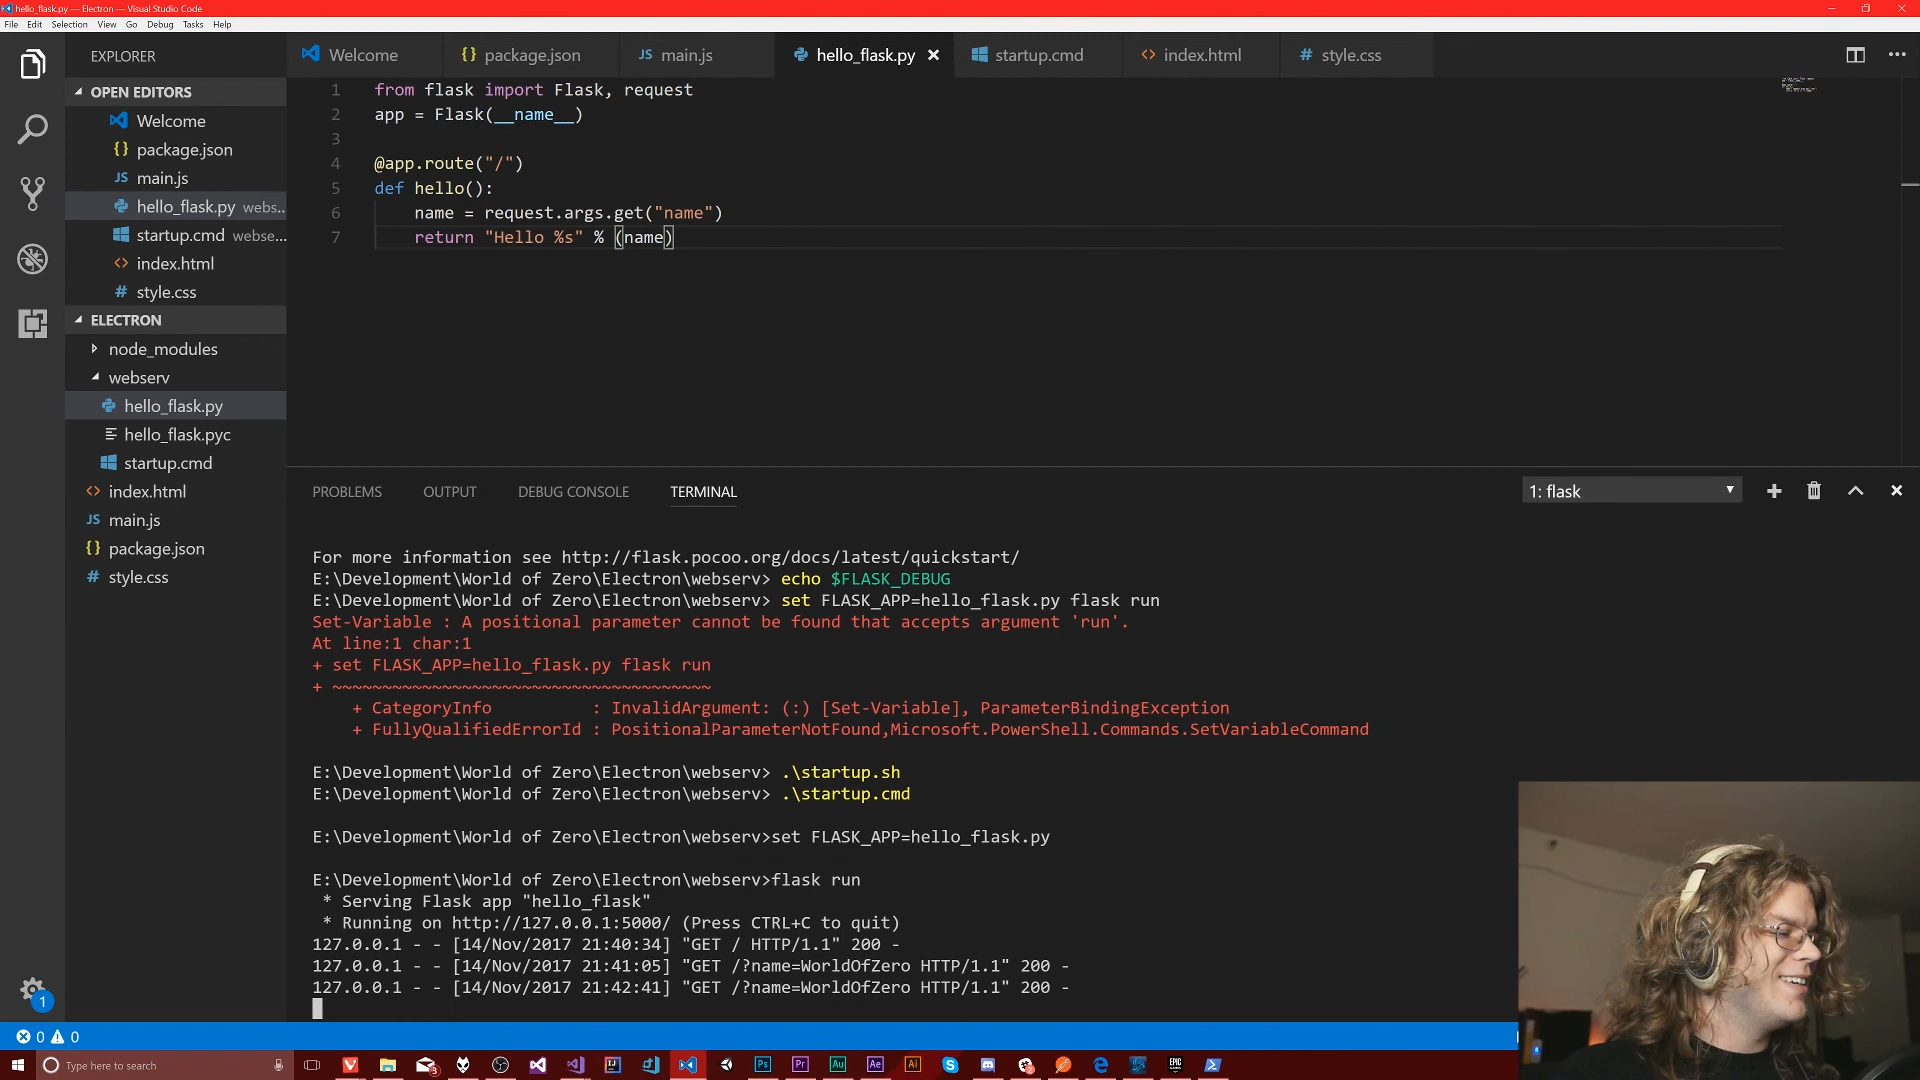 hello_flask.py — Electron — Visual Studio Code
File Edit Selection View Go Debug Tasks Help
EXPLORER
OPEN EDITORS
Welcome
package.json
main.js
hello_flask.py webs...
startup.cmd webse...
index.html
style.css
ELECTRON
node_modules
webserv
hello_flask.py
hello_flask.pyc
startup.cmd
index.html
main.js
package.json
style.css
Welcome package.json main.js hello_flask.py startup.cmd index.html style.css
1 from flask import Flask, request
2 app = Flask(__name__)
3
4 @app.route("/")
5 def hello():
6 name = request.args.get("name")
7 return "Hello %s" % (name)
PROBLEMS OUTPUT DEBUG CONSOLE TERMINAL 1: flask
For more information see http://flask.pocoo.org/docs/latest/quickstart/
E:\Development\World of Zero\Electron\webserv> echo $FLASK_DEBUG
E:\Development\World of Zero\Electron\webserv> set FLASK_APP=hello_flask.py flask run
Set-Variable : A positional parameter cannot be found that accepts argument 'run'.
At line:1 char:1
+ set FLASK_APP=hello_flask.py flask run
+ ~~~~~~~~~~~~~~~~~~~~~~~~~~~~~~~~~~~~~~
+ CategoryInfo : InvalidArgument: (:) [Set-Variable], ParameterBindingException
+ FullyQualifiedErrorId : PositionalParameterNotFound,Microsoft.PowerShell.Commands.SetVariableCommand
E:\Development\World of Zero\Electron\webserv> .\startup.sh
E:\Development\World of Zero\Electron\webserv> .\startup.cmd
E:\Development\World of Zero\Electron\webserv>set FLASK_APP=hello_flask.py
E:\Development\World of Zero\Electron\webserv>flask run
* Serving Flask app "hello_flask"
* Running on http://127.0.0.1:5000/ (Press CTRL+C to quit)
127.0.0.1 - - [14/Nov/2017 21:40:34] "GET / HTTP/1.1" 200 -
127.0.0.1 - - [14/Nov/2017 21:41:05] "GET /?name=WorldOfZero HTTP/1.1" 200 -
127.0.0.1 - - [14/Nov/2017 21:42:41] "GET /?name=WorldOfZero HTTP/1.1" 200 -
1
0 0
Type here to search